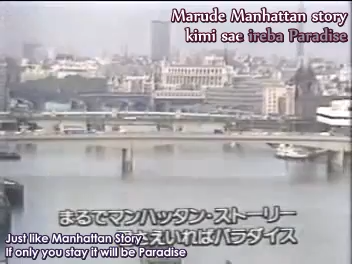 Marude Manhattan story
kimi sae ireba Paradise
まるでマンハッタン・ストーリー
君さえいればパラダイス
Just like Manhattan Story
If only you stay it will be Paradise